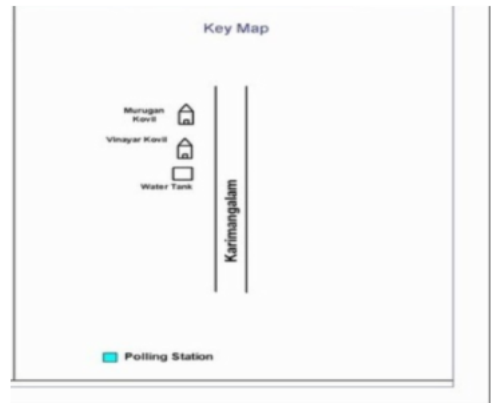 Key Map
Murugan
Kovil
Vinayar Kovil
Water Tank
Karimangalam
Polling Station